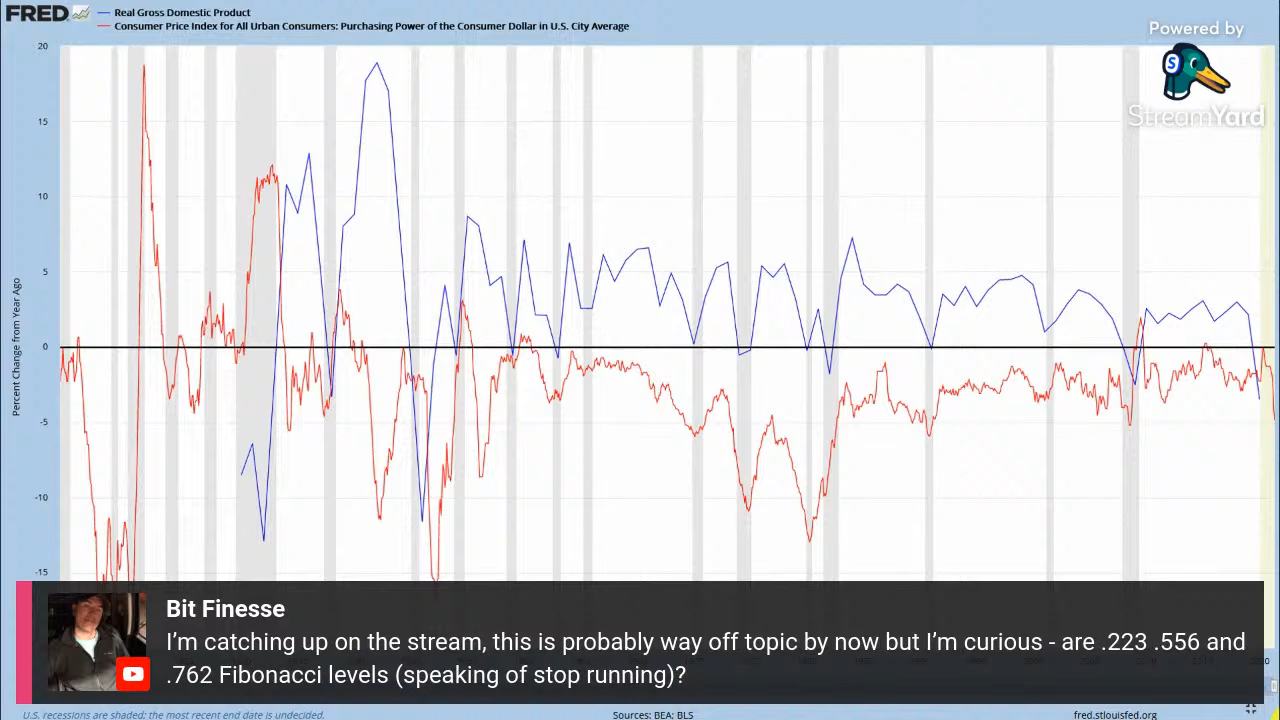 FRED
Real Gross Domestic Product
Consumer Price Index for All Urban Consumers: Purchasing Power of the Consumer Dollar in U.S. City Average
Powered by
StreamYard
S
20
15
10
5
0
-5
-10
-15
Percent Change from Year Ago
Bit Finesse
I'm catching up on the stream, this is probably way off topic by now but I'm curious - are .223 .556 and
.762 Fibonacci levels (speaking of stop running)?
U.S. recessions are shaded; the most recent end date is undecided.
Sources: BEA; BLS
fred.stlouisfed.org